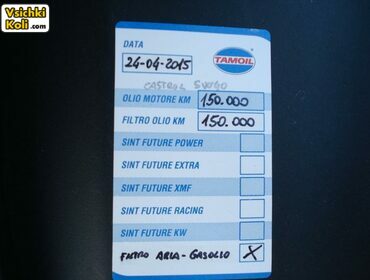 Vsichki
Koli.com
DATA
TAMOIL
24-04-2015
CASTROL 5W040
OLIO MOTORE KM 150.000
FILTRO OLIO KM 150.000
SINT FUTURE POWER
SINT FUTURE EXTRA
SINT FUTURE XMF
SINT FUTURE RACING
SINT FUTURE KW
FILTRO ARIA - GASOLIO X